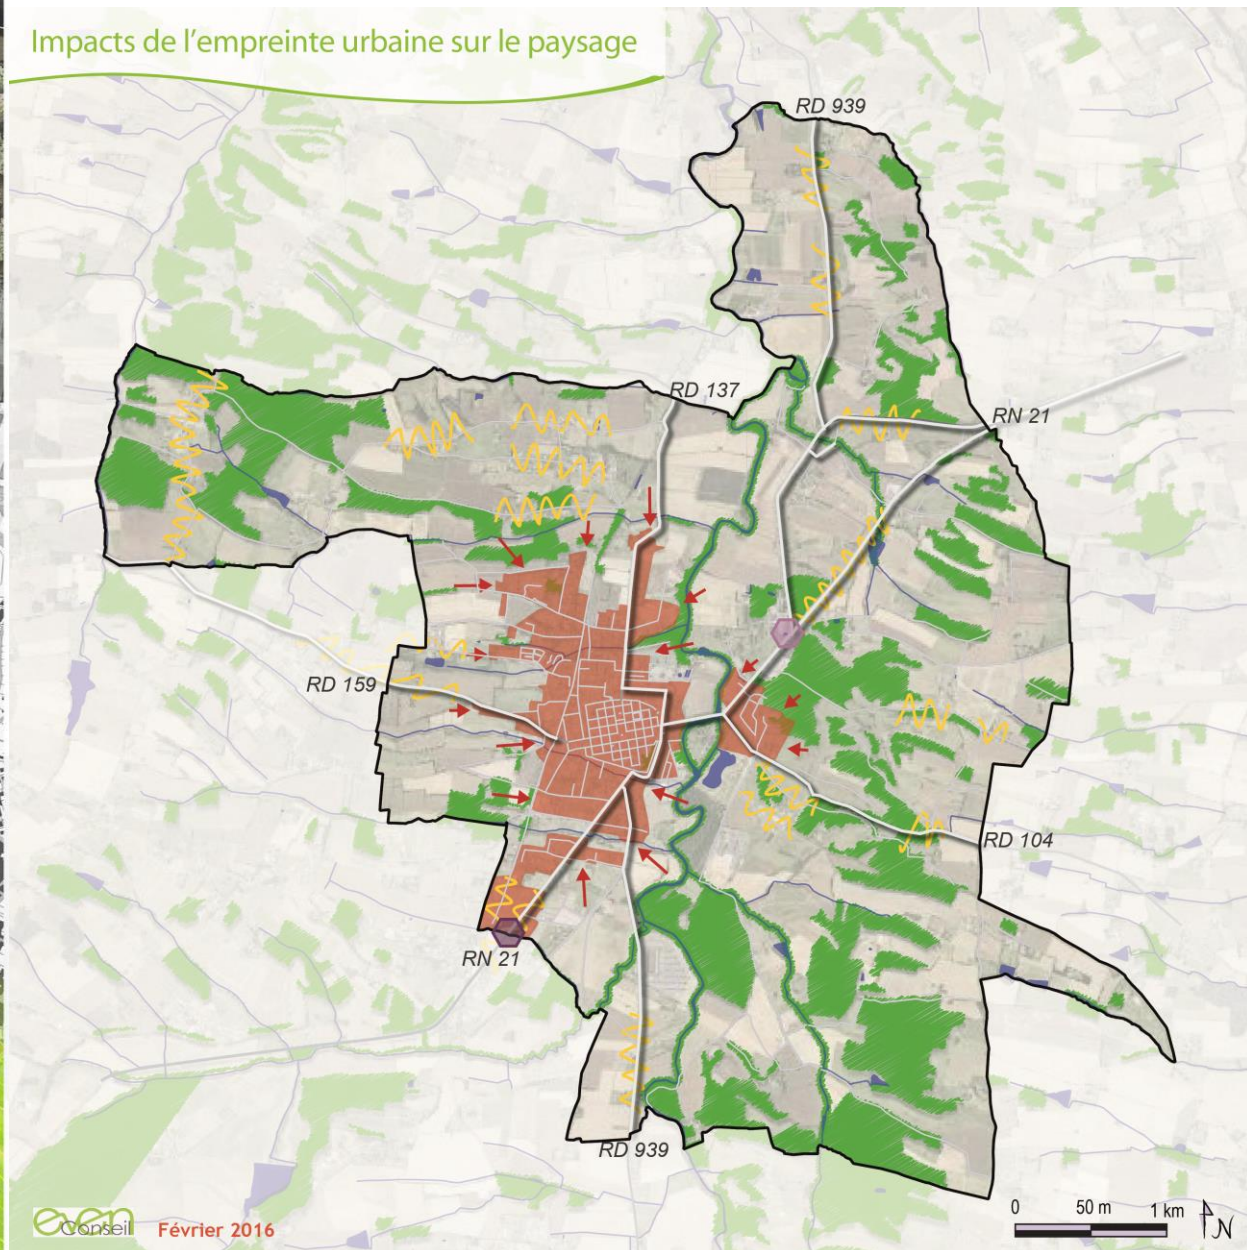 Impacts de l'empreinte urbaine sur le paysage
RD 939
RD 137
RN 21
RD 159
RD 104
RN 21
RD 939
even
Conseil
Février 2016
0 50 m 1 km
N